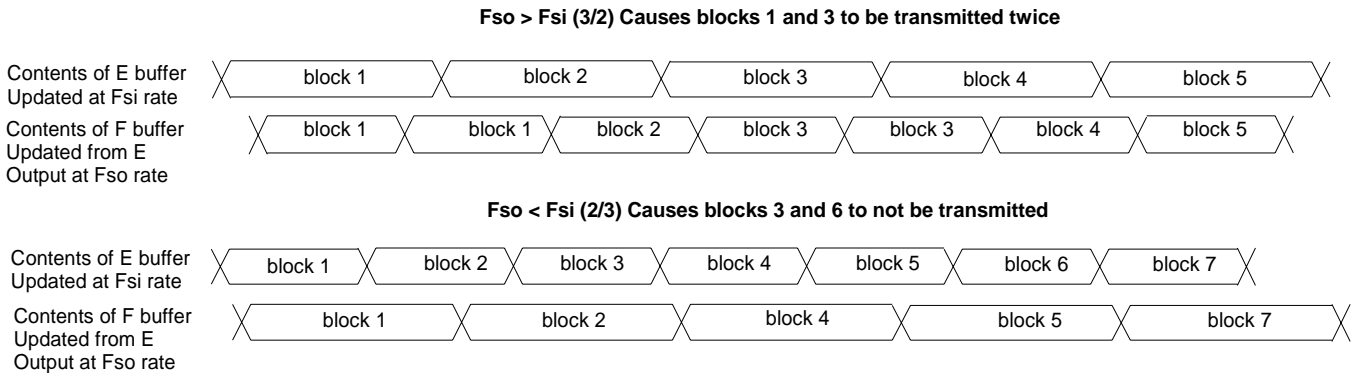 Fso > Fsi (3/2) Causes blocks 1 and 3 to be transmitted twice
Contents of E buffer
Updated at Fsi rate
block 1 block 2 block 3 block 4 block 5
Contents of F buffer
Updated from E
Output at Fso rate
block 1 block 1 block 2 block 3 block 3 block 4 block 5
Fso < Fsi (2/3) Causes blocks 3 and 6 to not be transmitted
Contents of E buffer
Updated at Fsi rate
block 1 block 2 block 3 block 4 block 5 block 6 block 7
Contents of F buffer
Updated from E
Output at Fso rate
block 1 block 2 block 4 block 5 block 7